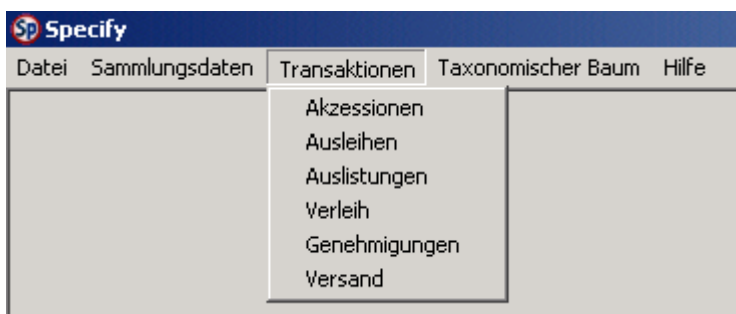 Sp Specify
Datei Sammlungsdaten Transaktionen Taxonomischer Baum Hilfe
Akzessionen
Ausleihen
Auslistungen
Verleih
Genehmigungen
Versand